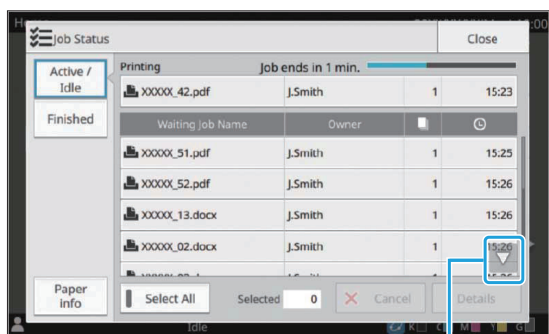 Job Status
Close
Active / Idle
Printing
Job ends in 1 min.
XXXXX_42.pdf J.Smith 1 15:23
Finished
Waiting Job Name Owner
XXXXX_51.pdf J.Smith 1 15:25
XXXXX_52.pdf J.Smith 1 15:26
XXXXX_13.docx J.Smith 1 15:26
XXXXX_02.docx J.Smith 1 15:26
Paper info
Select All Selected 0 Cancel Details
Idle K C M Y G